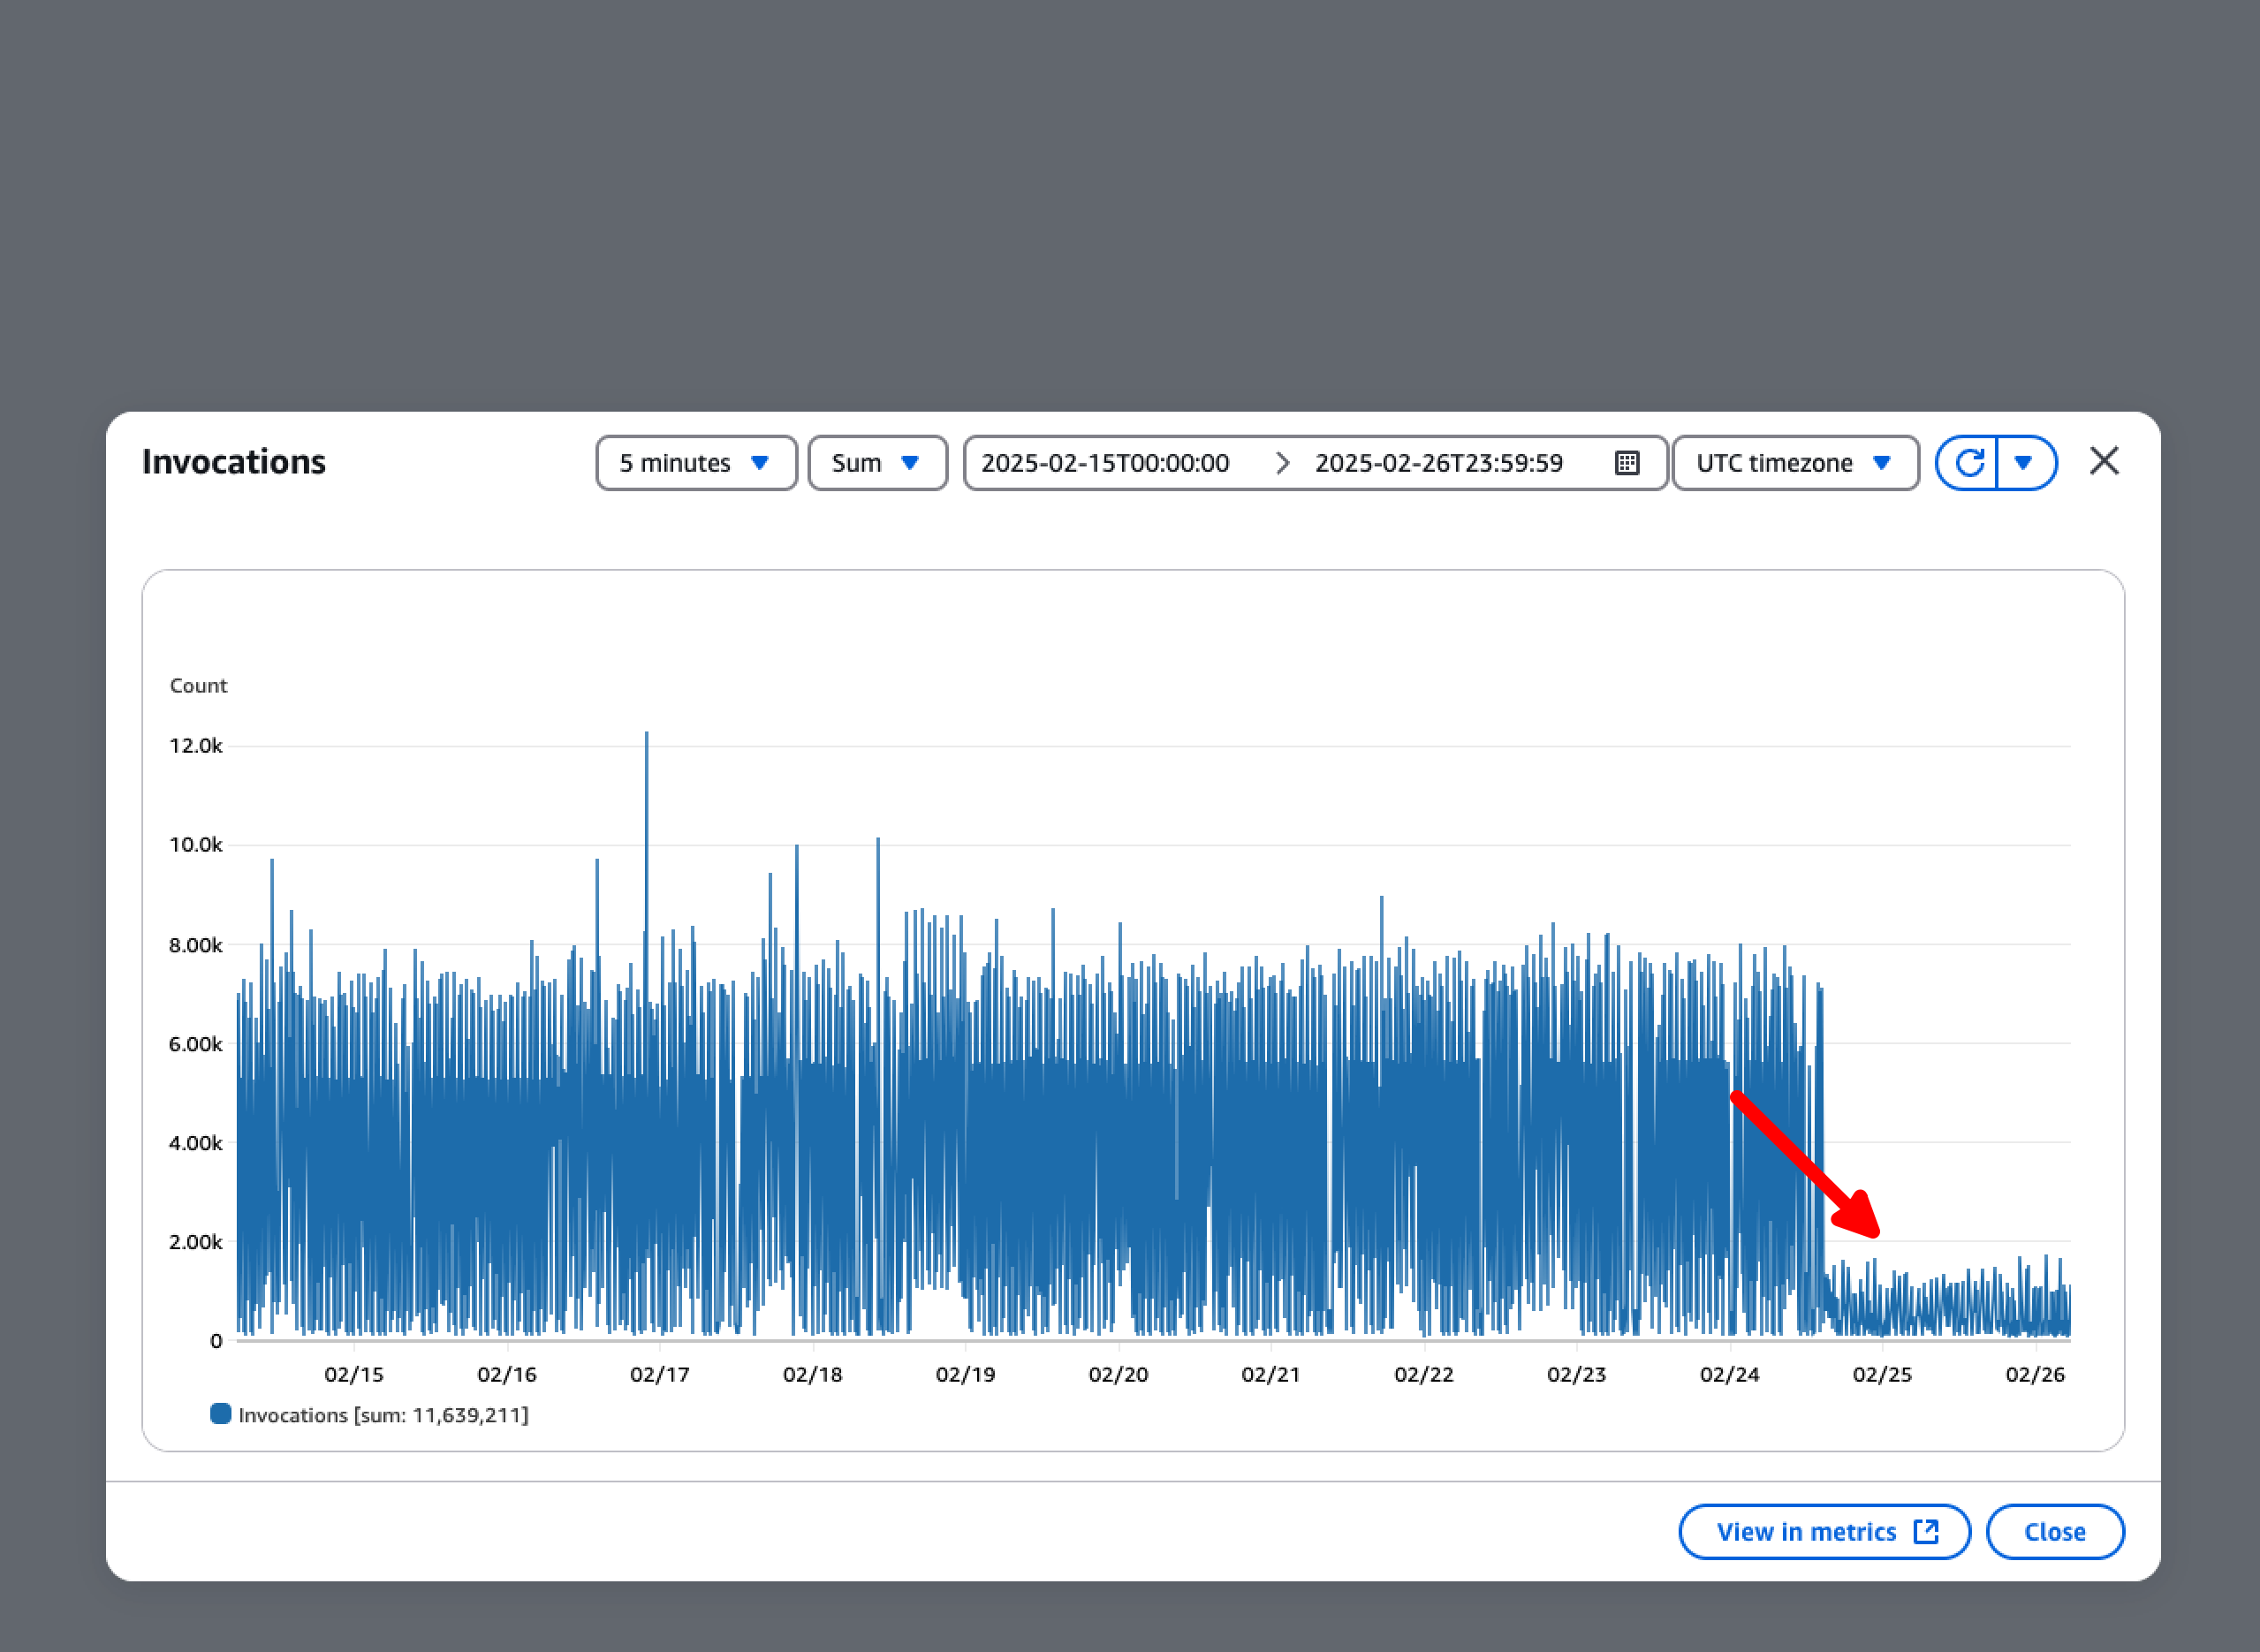 Invocations 5 minutes Sum 2025-02-15T00:00:00 2025-02-26T23:59:59 UTC timezone
Count
12.0k
10.0k
8.00k
6.00k
4.00k
2.00k
0
02/15 02/16 02/17 02/18 02/19 02/20 02/21 02/22 02/23 02/24 02/25 02/26
Invocations [sum: 11,639,211]
View in metrics Close